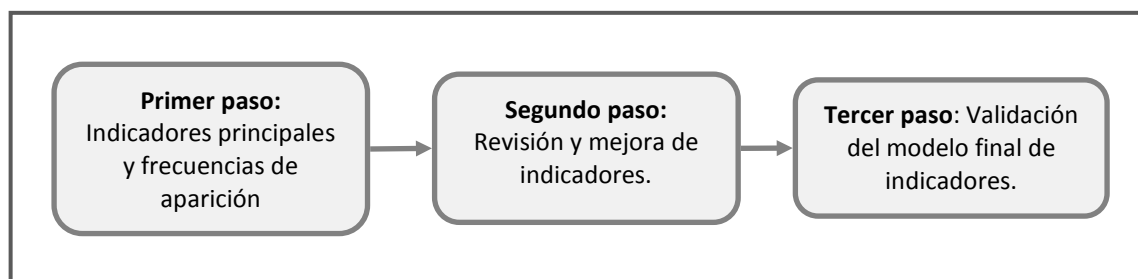 Primer paso:
Indicadores principales
y frecuencias de
aparición
Segundo paso:
Revisión y mejora de
indicadores.
Tercer paso: Validación
del modelo final de
indicadores.